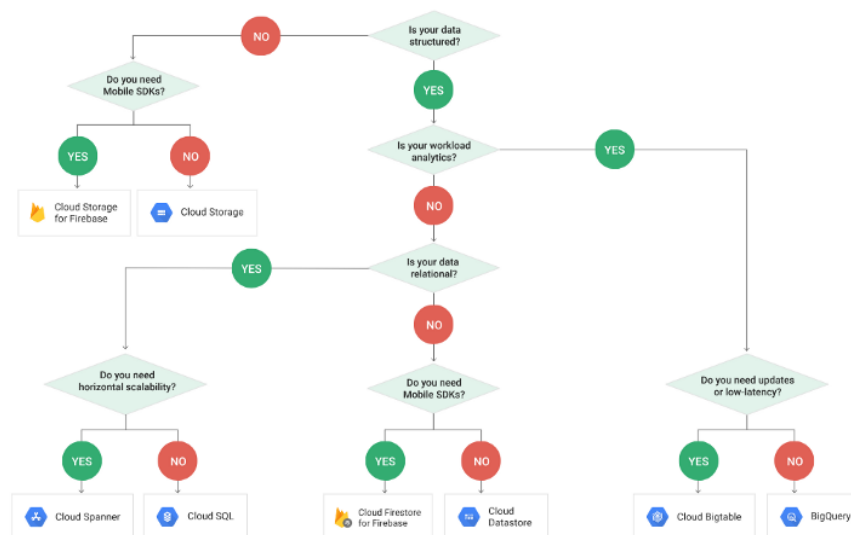 Is your data
structured?
NO
Do you need
Mobile SDKs?
YES
Is your workload
analytics?
YES
YES
NO
Cloud Storage
for Firebase
Cloud Storage
NO
Is your data
relational?
YES
NO
Do you need
horizontal scalability?
Do you need
Mobile SDKs?
Do you need updates
or low-latency?
YES
NO
YES
NO
YES
NO
Cloud Spanner
Cloud SQL
Cloud Firestore
for Firebase
Cloud
Datastore
Cloud Bigtable
BigQuery